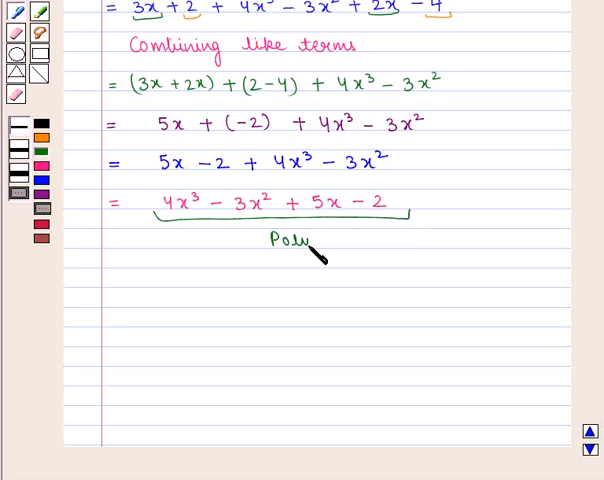 = 3x + 2 + 4x³ - 3x² + 2x - 4
Combining like terms
= (3x + 2x) + (2-4) + 4x³ - 3x²
= 5x + (-2) + 4x³ - 3x²
= 5x - 2 + 4x³ - 3x²
= 4x³ - 3x² + 5x - 2
Poly